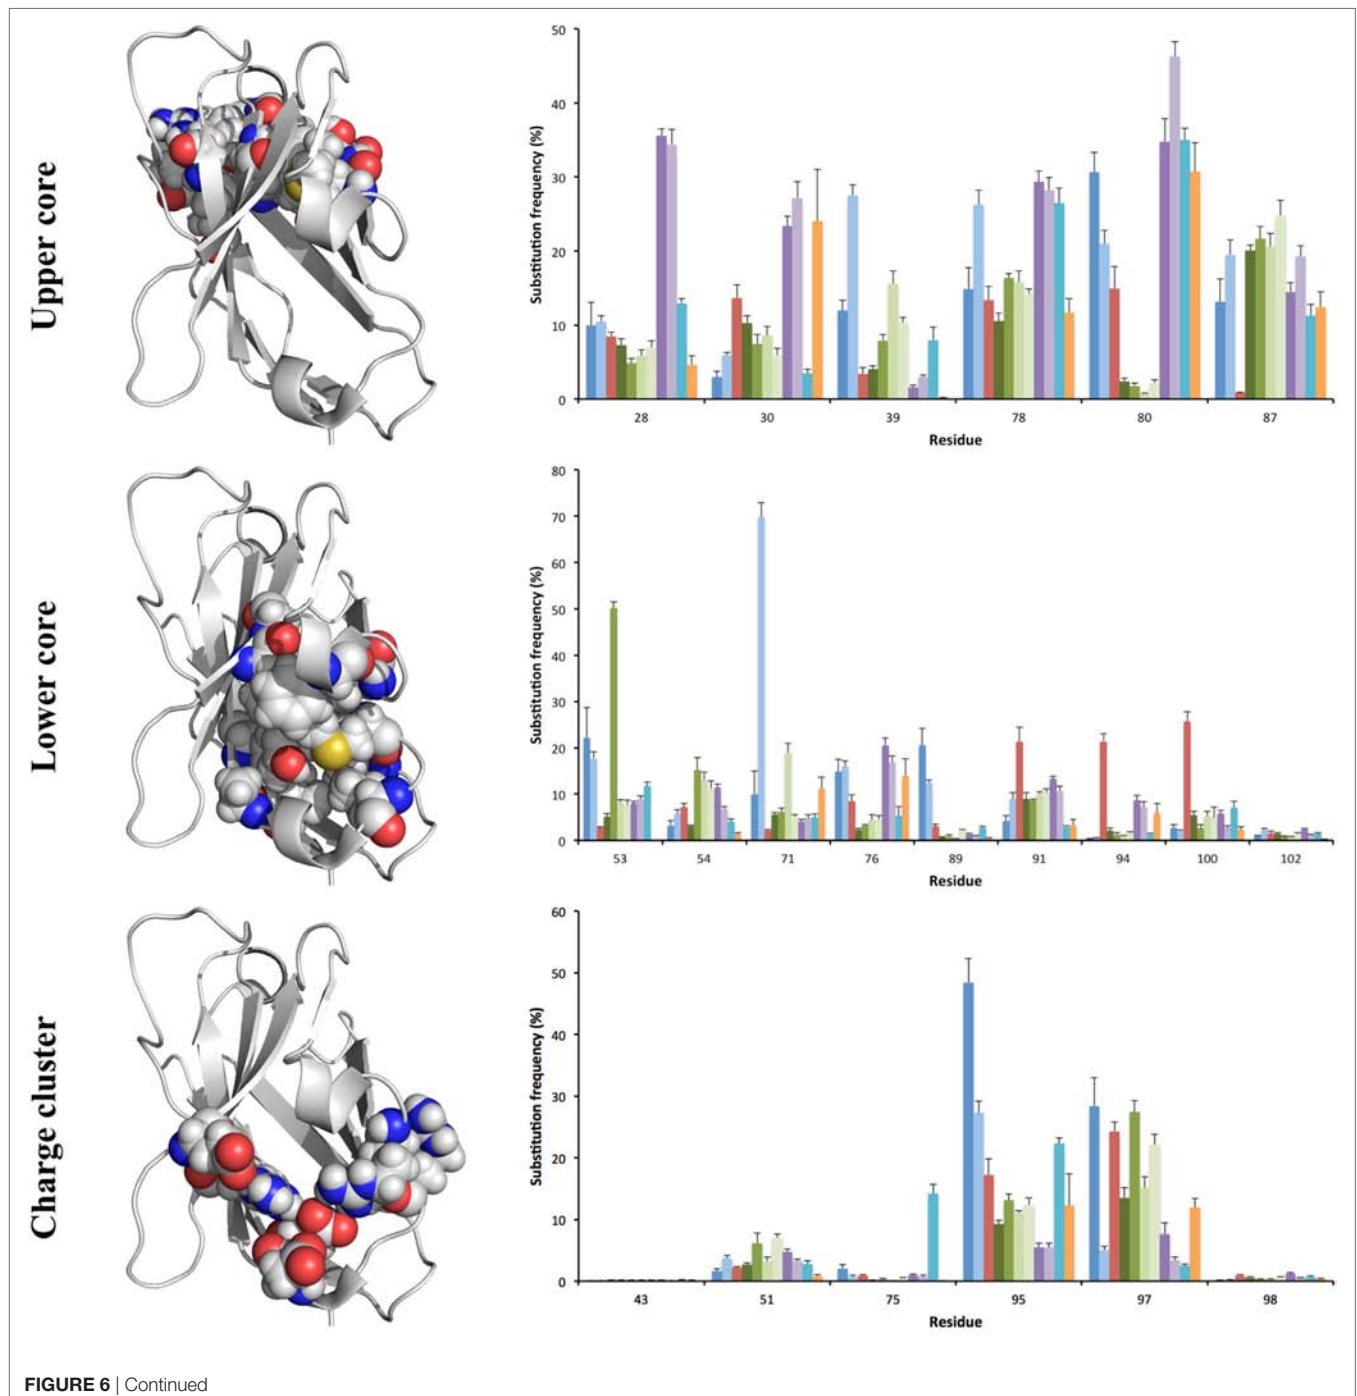 Upper core
Substitution frequency (%)
50
40
30
20
10
0
28 30 39 78 80 87
Residue
Lower core
Substitution frequency (%)
80
70
60
50
40
30
20
10
0
53 54 71 76 89 91 94 100 102
Residue
Charge cluster
Substitution frequency (%)
60
50
40
30
20
10
0
43 51 75 95 97 98
Residue
FIGURE 6 | Continued